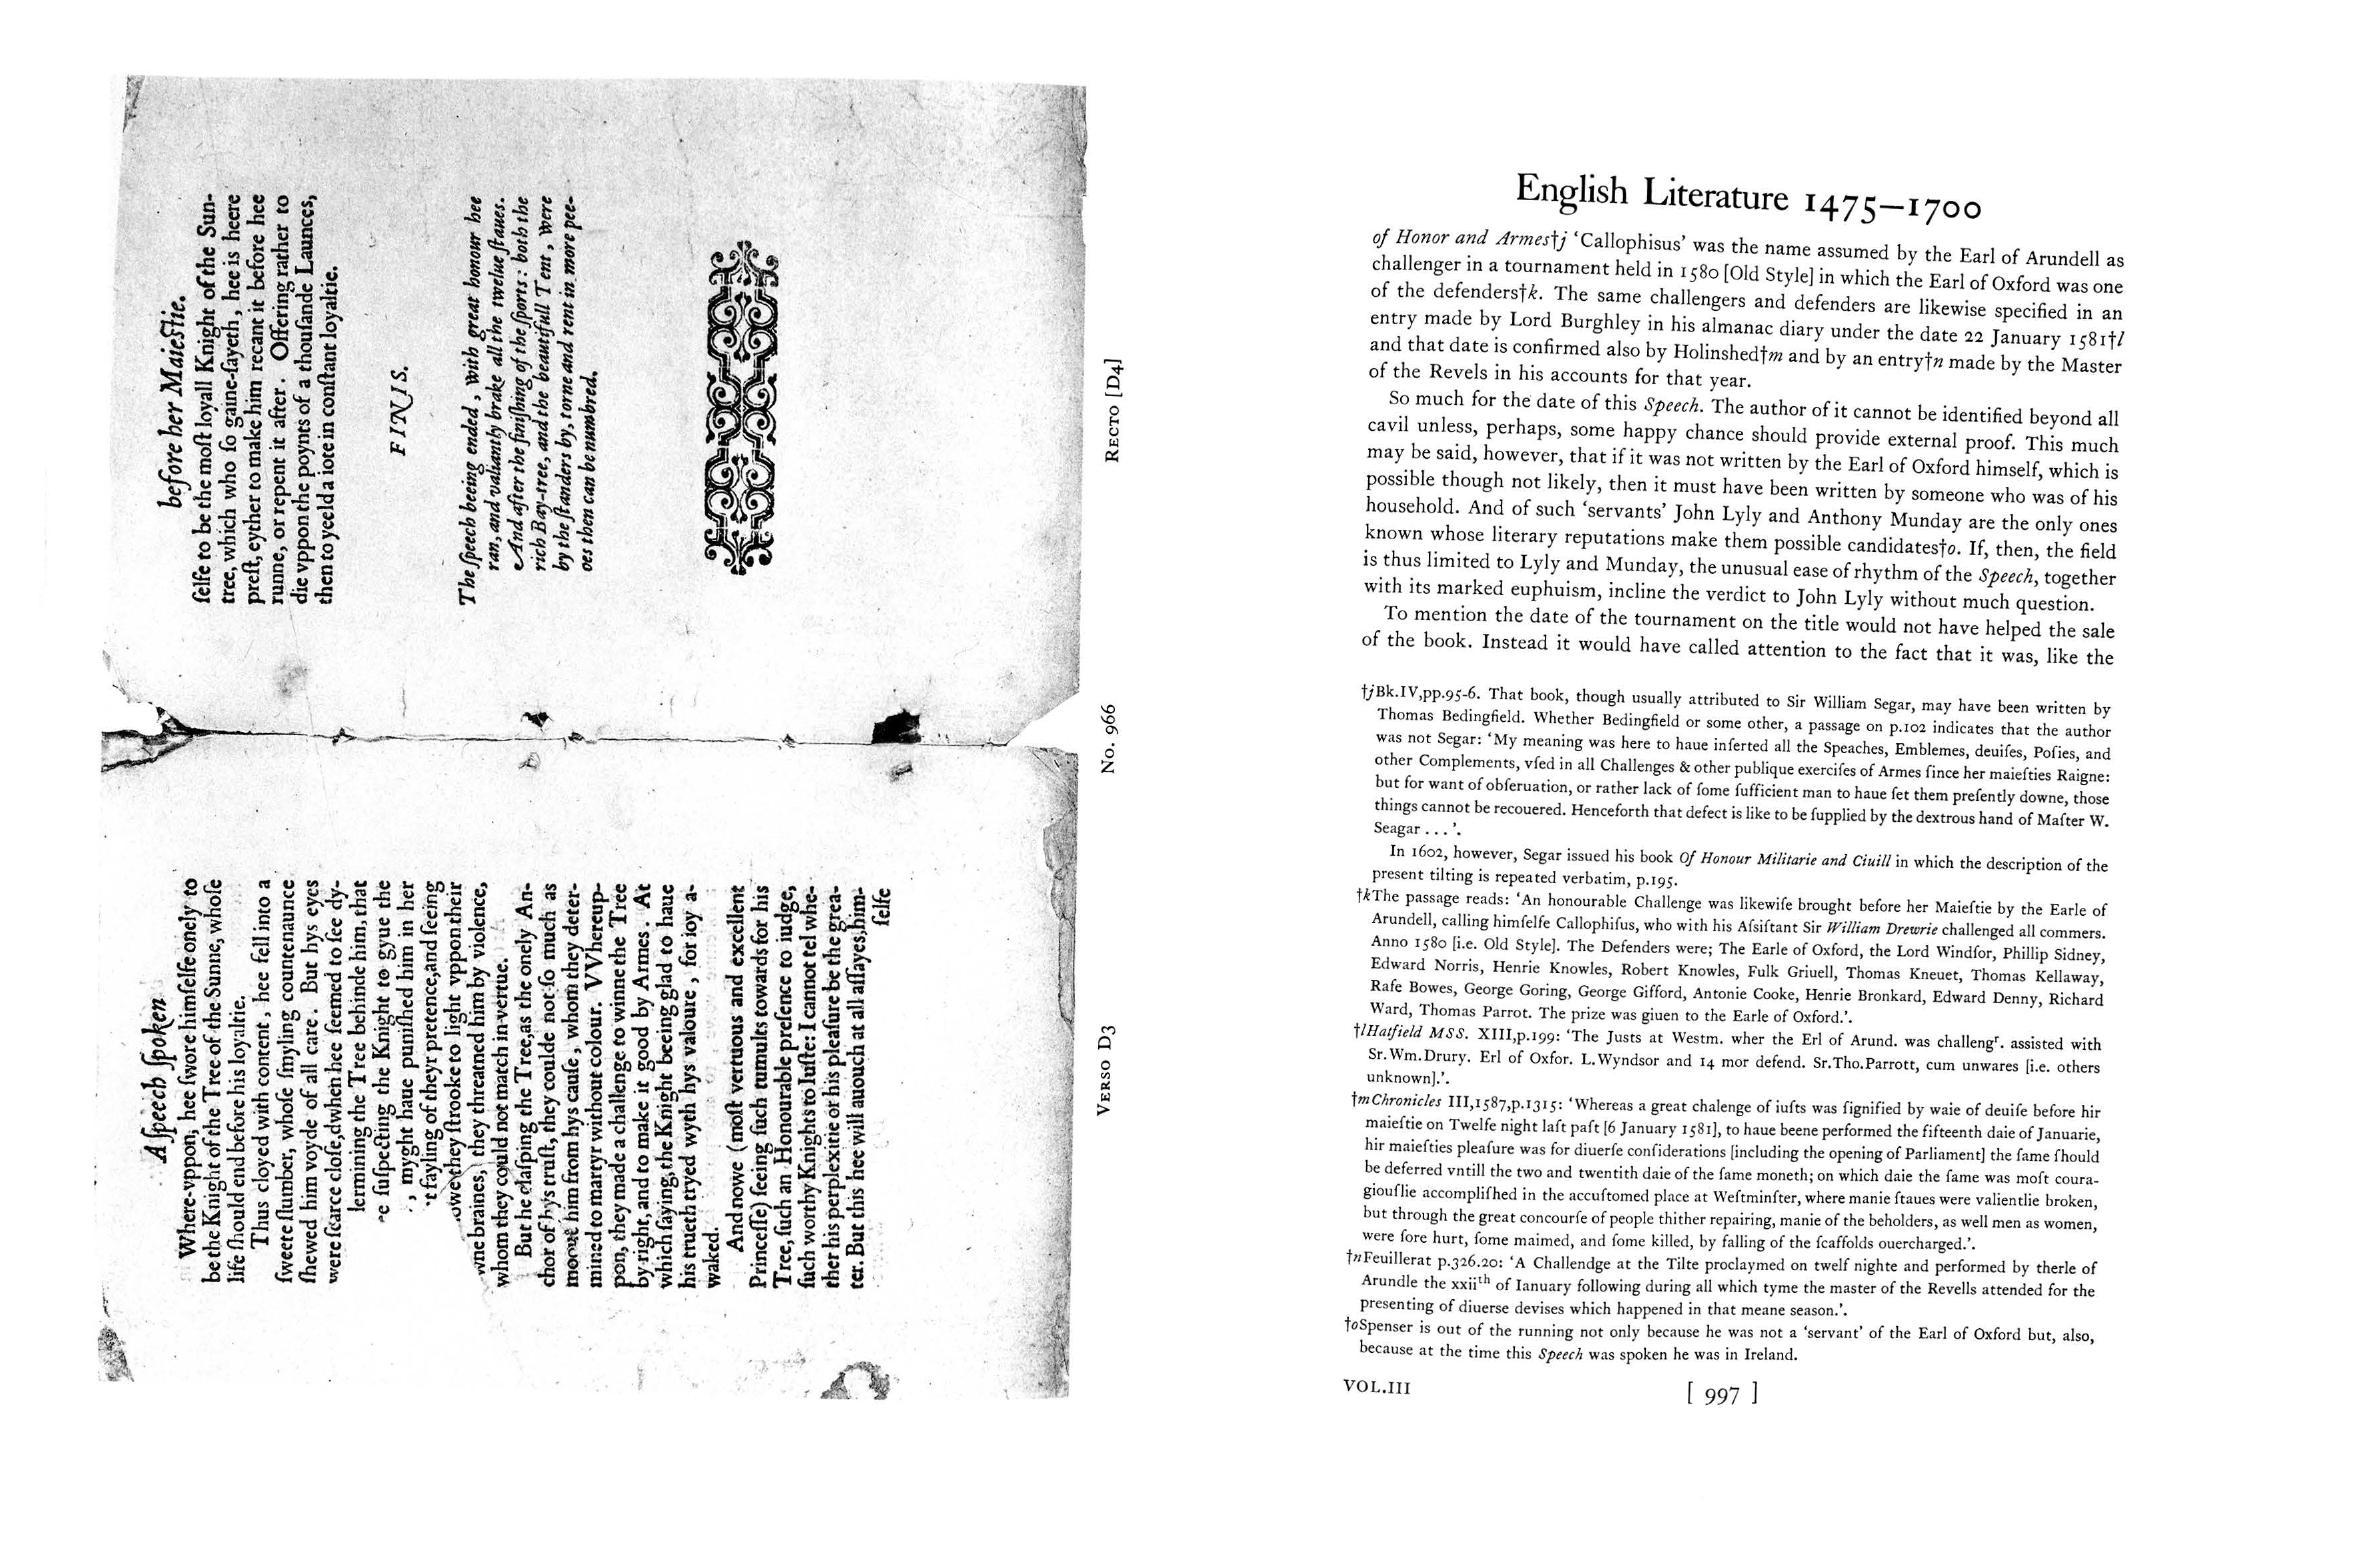 A speech spoken
Where-vppon, hee swore himselfe onely to
be the Knight of the Tree of the Sunne, whose
life should end before his loyaltie.
Thus cloyed with content, hee fell into a
sweete slumber, whose smyling countenaunce
shewed him voyde of all care. But hys eyes
were scarce closed, when hee seemed to see dy-
termining the Tree behinde him, that
suspecting the Knight to gyue the
, myght haue punished him in her
fayling of theyr pretence, and seeing
they strooke to light vppon their
owne braines, they threatned him by violence,
whom they could not match in vertue.
But he clasping the Tree, as the onely An-
chor of hys trust, they coulde not so much as
mooue him from hys cause, whom they deter-
mined to martyr without colour. VVhereup-
pon, they made a challenge to winne the Tree
by right, and to make it good by Armes. At
which saying, the Knight beeing glad to haue
his trueth tryed wyth hys valoure, for ioy a-
waked.
And nowe (most vertuous and excellent
Princesse) seeing such tumults towards for his
Tree, such an Honourable presence to iudge,
such worthy Knights to Iuste: I cannot tel whe-
ther his perplexitie or his pleasure be the grea-
ter. But this hee will auouch at all assayes, him-
selfe
before her Maiestie.
selfe to be the most loyall Knight of the Sun-
tree, which who so gaine-sayeth, hee is heere
prest, eyther to make him recant it before hee
runne, or repent it after. Offering rather to
die vppon the poynts of a thousande Launces,
then to yeeld a iote in constant loyaltie.
FINIS.
The speech beeing ended, with great honour hee
ran, and valiantly brake all the twelue staues.
And after the finishing of the sports: both the
rich Bay-tree, and the beautifull Tent, were
by the standers by, torne and rent in more pee-
ces then can be numbred.
VERSO D3
No. 966
RECTO [D4]
English Literature 1475–1700
of Honor and Armes†j 'Callophisus' was the name assumed by the Earl of Arundell as
challenger in a tournament held in 1580 [Old Style] in which the Earl of Oxford was one
of the defenders†k. The same challengers and defenders are likewise specified in an
entry made by Lord Burghley in his almanac diary under the date 22 January 1581†l
and that date is confirmed also by Holinshed†m and by an entry†n made by the Master
of the Revels in his accounts for that year.
So much for the date of this Speech. The author of it cannot be identified beyond all
cavil unless, perhaps, some happy chance should provide external proof. This much
may be said, however, that if it was not written by the Earl of Oxford himself, which is
possible though not likely, then it must have been written by someone who was of his
household. And of such 'servants' John Lyly and Anthony Munday are the only ones
known whose literary reputations make them possible candidates†o. If, then, the field
is thus limited to Lyly and Munday, the unusual ease of rhythm of the Speech, together
with its marked euphuism, incline the verdict to John Lyly without much question.
To mention the date of the tournament on the title would not have helped the sale
of the book. Instead it would have called attention to the fact that it was, like the
†jBk.IV,pp.95-6. That book, though usually attributed to Sir William Segar, may have been written by
Thomas Bedingfield. Whether Bedingfield or some other, a passage on p.102 indicates that the author
was not Segar: 'My meaning was here to haue inſerted all the Speaches, Emblemes, deuiſes, Poſies, and
other Complements, vſed in all Challenges & other publique exerciſes of Armes ſince her maieſties Raigne:
but for want of obſeruation, or rather lack of ſome ſufficient man to haue ſet them preſently downe, those
things cannot be recouered. Henceforth that defect is like to be ſupplied by the dextrous hand of Maſter W.
Seagar . . . '.
In 1602, however, Segar issued his book Of Honour Militarie and Ciuill in which the description of the
present tilting is repeated verbatim, p.195.
†kThe passage reads: 'An honourable Challenge was likewiſe brought before her Maieſtie by the Earle of
Arundell, calling himſelfe Callophiſus, who with his Aſsiſtant Sir William Drewrie challenged all commers.
Anno 1580 [i.e. Old Style]. The Defenders were; The Earle of Oxford, the Lord Windſor, Phillip Sidney,
Edward Norris, Henrie Knowles, Robert Knowles, Fulk Griuell, Thomas Kneuet, Thomas Kellaway,
Rafe Bowes, George Goring, George Gifford, Antonie Cooke, Henrie Bronkard, Edward Denny, Richard
Ward, Thomas Parrot. The prize was giuen to the Earle of Oxford.'.
†lHatfield MSS. XIII,p.199: 'The Justs at Westm. wher the Erl of Arund. was challengr. assisted with
Sr.Wm.Drury. Erl of Oxfor. L.Wyndsor and 14 mor defend. Sr.Tho.Parrott, cum unwares [i.e. others
unknown].'.
†mChronicles III,1587,p.1315: 'Whereas a great chalenge of iuſts was ſignified by waie of deuiſe before hir
maieſtie on Twelfe night laſt paſt [6 January 1581], to haue beene performed the fifteenth daie of Januarie,
hir maieſties pleaſure was for diuerſe conſiderations [including the opening of Parliament] the ſame ſhould
be deferred vntill the two and twentith daie of the ſame moneth; on which daie the ſame was moſt coura-
giouſlie accompliſhed in the accuſtomed place at Weſtminſter, where manie ſtaues were valientlie broken,
but through the great concourſe of people thither repairing, manie of the beholders, as well men as women,
were ſore hurt, ſome maimed, and ſome killed, by falling of the ſcaffolds ouercharged.'.
†nFeuillerat p.326.20: 'A Challendge at the Tilte proclaymed on twelf nighte and performed by therle of
Arundle the xxiith of Ianuary following during all which tyme the master of the Revells attended for the
presenting of diuerse devises which happened in that meane season.'.
†oSpenser is out of the running not only because he was not a 'servant' of the Earl of Oxford but, also,
because at the time this Speech was spoken he was in Ireland.
VOL.III
[ 997 ]